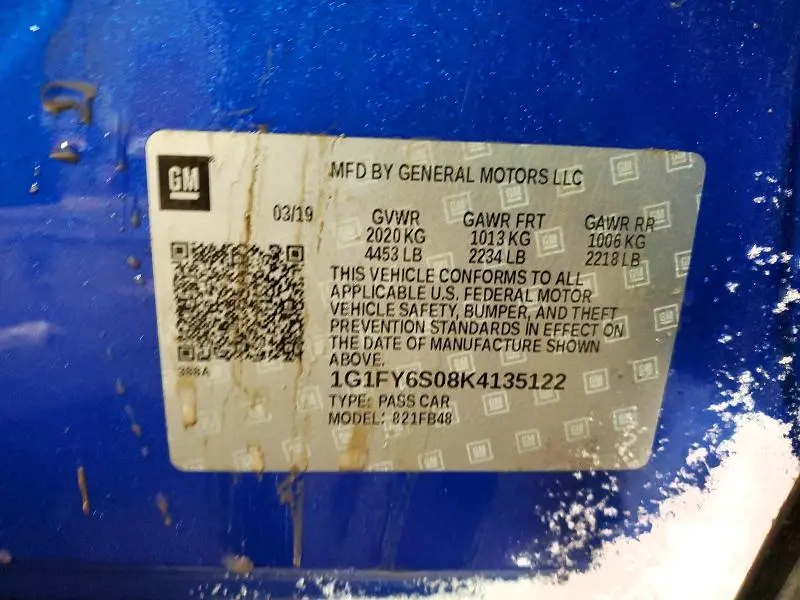 GM
MFD BY GENERAL MOTORS LLC
03/19
GVWR GAWR FRT GAWR RR
2020 KG 1013 KG 1006 KG
4453 LB 2234 LB 2218 LB
THIS VEHICLE CONFORMS TO ALL
APPLICABLE U.S. FEDERAL MOTOR
VEHICLE SAFETY, BUMPER, AND THEFT
PREVENTION STANDARDS IN EFFECT ON
THE DATE OF MANUFACTURE SHOWN
ABOVE.
388A
1G1FY6S08K4135122
TYPE: PASS CAR
MODEL: 821FB48